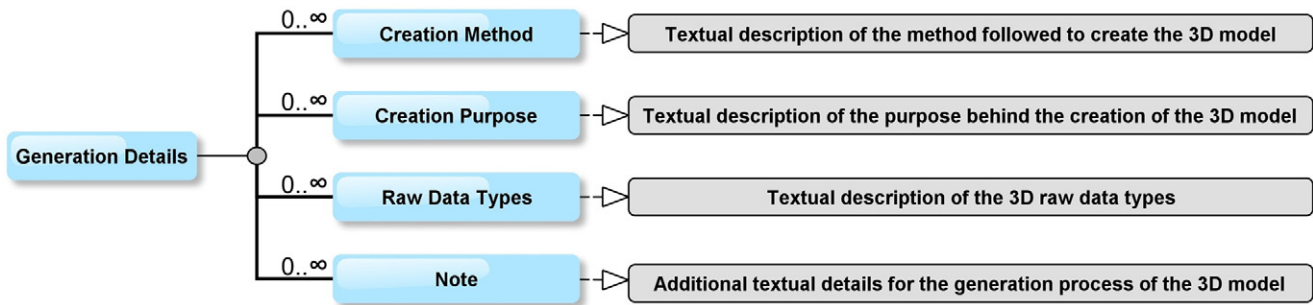 0..∞
Creation Method
Textual description of the method followed to create the 3D model
0..∞
Creation Purpose
Textual description of the purpose behind the creation of the 3D model
Generation Details
0..∞
Raw Data Types
Textual description of the 3D raw data types
0..∞
Note
Additional textual details for the generation process of the 3D model